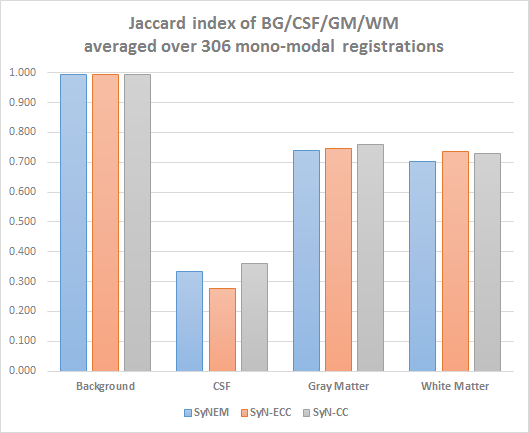 Jaccard index of BG/CSF/GM/WM
averaged over 306 mono-modal registrations
1.000
0.900
0.800
0.700
0.600
0.500
0.400
0.300
0.200
0.100
0.000
Background CSF Gray Matter White Matter
SyNEM SyN-ECC SyN-CC